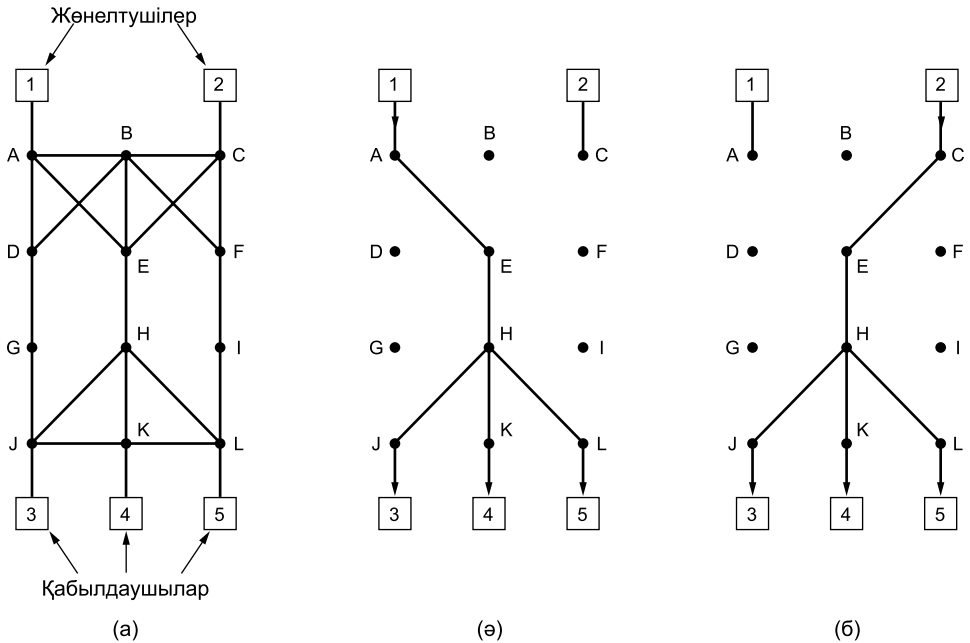 Жөнелтушілер
1 2 1 2 1 2
B B B
A C A C A C
D E F D E F D E F
G H I G H I G H I
J K L J K L J K L
3 4 5 3 4 5 3 4 5
Қабылдаушылар
(а) (ә) (б)